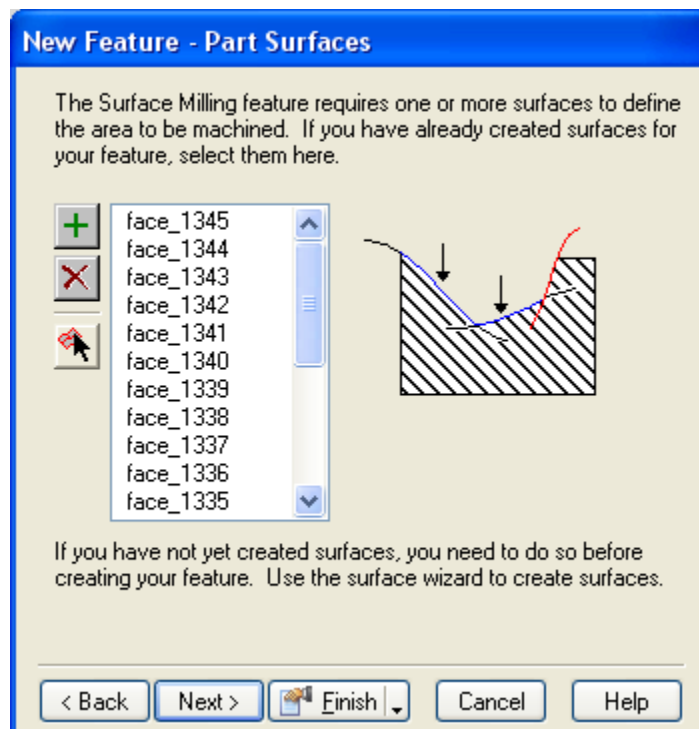 New Feature - Part Surfaces
The Surface Milling feature requires one or more surfaces to define
the area to be machined.  If you have already created surfaces for
your feature, select them here.
face_1345
face_1344
face_1343
face_1342
face_1341
face_1340
face_1339
face_1338
face_1337
face_1336
face_1335
If you have not yet created surfaces, you need to do so before
creating your feature.  Use the surface wizard to create surfaces.
< Back
Next >
Finish
Cancel
Help